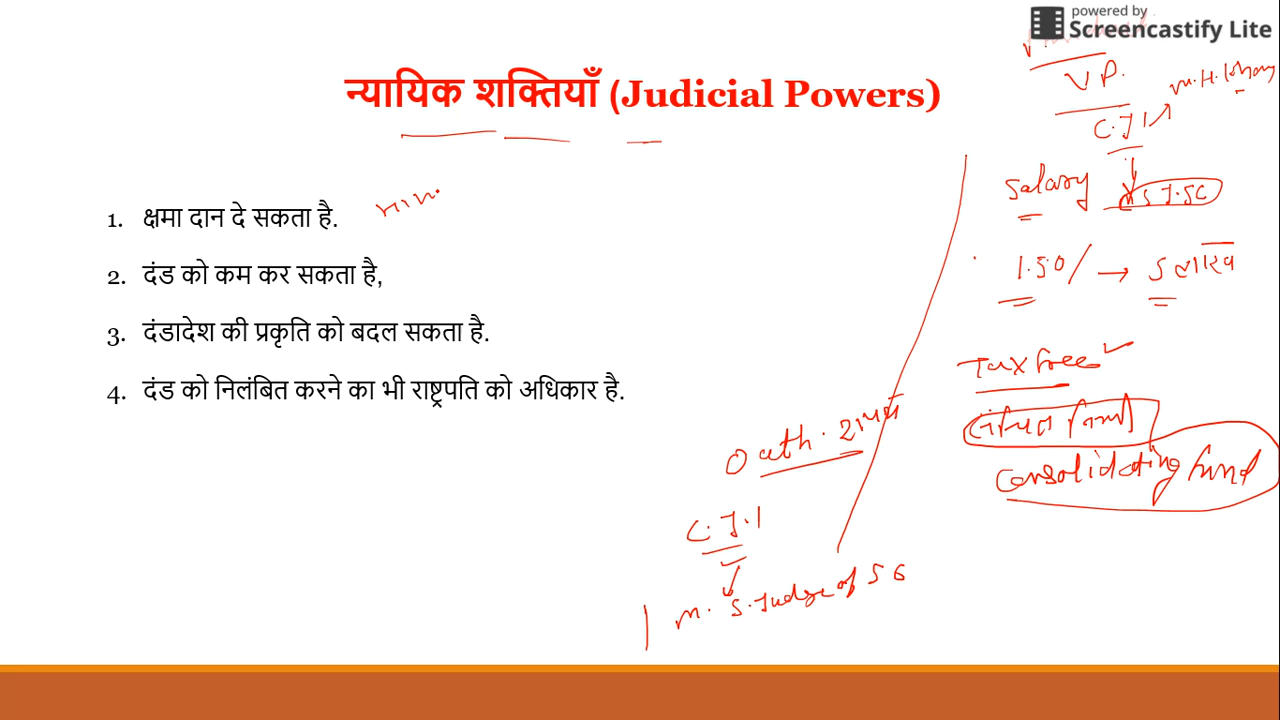 powered by
Screencastify Lite
न्यायिक शक्तियाँ (Judicial Powers)
V P.
C.J I
Salary
S J. SC
1. क्षमा दान दे सकता है.
2. दंड को कम कर सकता है,
1.50/ → 5 लाख
3. दंडादेश की प्रकृति को बदल सकता है.
Tax free
4. दंड को निलंबित करने का भी राष्ट्रपति को अधिकार है.
Oath. शपथ
Consolidating fund
C.J.I
M. S. Judge of S C